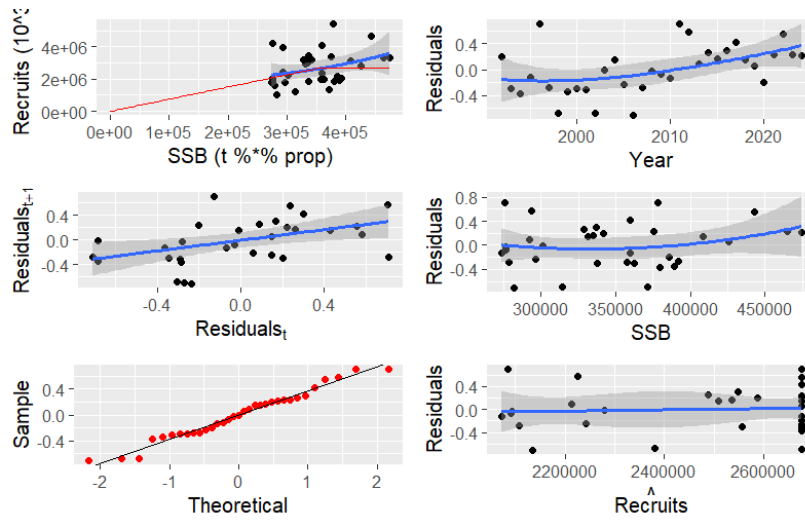 Recruits (10^3
4e+06
2e+06
0e+00
0e+00 1e+05 2e+05 3e+05 4e+05
SSB (t %*% prop)
Residuals
0.4
0.0
-0.4
2000 2010 2020
Year
Residualst+1
0.4
0.0
-0.4
-0.4 0.0 0.4
Residualst
Residuals
0.8
0.4
0.0
-0.4
300000 350000 400000 450000
SSB
Sample
0.4
0.0
-0.4
-2 -1 0 1 2
Theoretical
Residuals
0.4
0.0
-0.4
2200000 2400000 2600000
^
Recruits